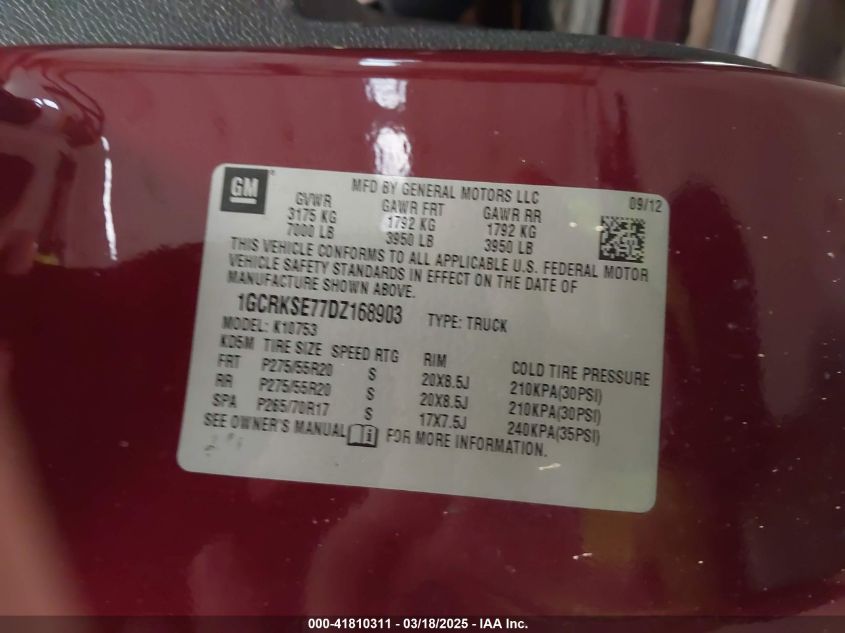 GM
MFD BY GENERAL MOTORS LLC 09/12
GVWR GAWR FRT GAWR RR
3175 KG 1792 KG 1792 KG
7000 LB 3950 LB 3950 LB
THIS VEHICLE CONFORMS TO ALL APPLICABLE U.S. FEDERAL MOTOR
VEHICLE SAFETY STANDARDS IN EFFECT ON THE DATE OF
MANUFACTURE SHOWN ABOVE.
1GCRKSE77DZ168903 TYPE: TRUCK
MODEL: K10753
KD5M TIRE SIZE SPEED RTG RIM COLD TIRE PRESSURE
FRT P275/55R20 S 20X8.5J 210KPA(30PSI)
RR P275/55R20 S 20X8.5J 210KPA(30PSI)
SPA P265/70R17 S 17X7.5J 240KPA(35PSI)
SEE OWNER'S MANUAL FOR MORE INFORMATION.
000-41810311 - 03/18/2025 - IAA Inc.